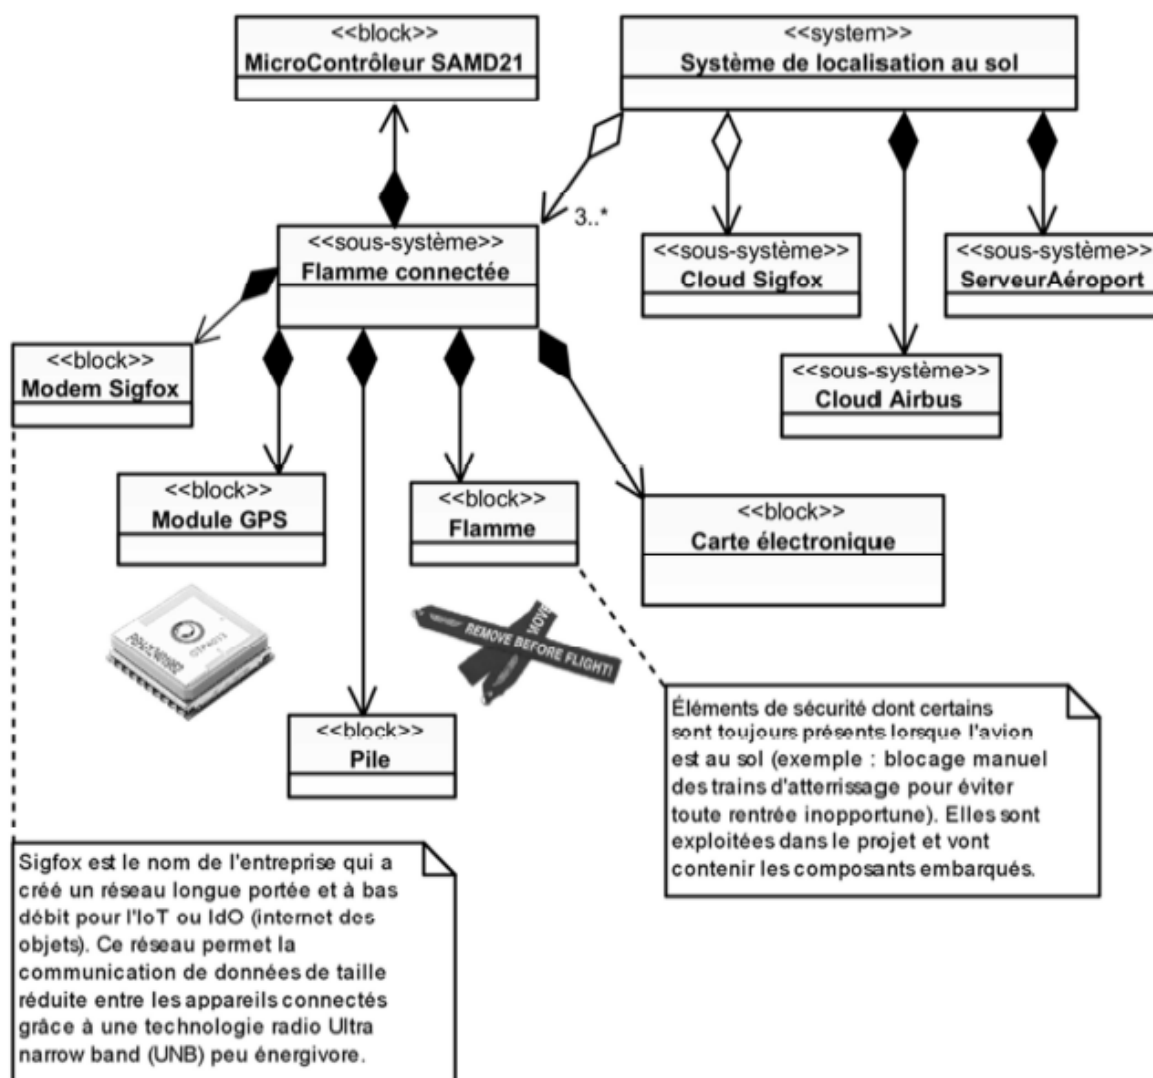 <<block>>
MicroContrôleur SAMD21
<<system>>
Système de localisation au sol
3..*
<<sous-système>>
Flamme connectée
<<sous-système>>
Cloud Sigfox
<<sous-système>>
ServeurAéroport
<<block>>
Modem Sigfox
<<sous-système>>
Cloud Airbus
<<block>>
Module GPS
<<block>>
Flamme
<<block>>
Carte électronique
REMOVE BEFORE FLIGHT!
MOVE
<<block>>
Pile
Éléments de sécurité dont certains
sont toujours présents lorsque l'avion
est au sol (exemple : blocage manuel
des trains d'atterrissage pour éviter
toute rentrée inopportune). Elles sont
exploitées dans le projet et vont
contenir les composants embarqués.
Sigfox est le nom de l'entreprise qui a
créé un réseau longue portée et à bas
débit pour l'IoT ou IdO (internet des
objets). Ce réseau permet la
communication de données de taille
réduite entre les appareils connectés
grâce à une technologie radio Ultra
narrow band (UNB) peu énergivore.